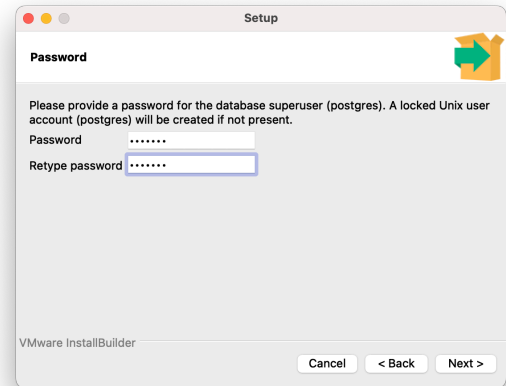 Setup
Password
Please provide a password for the database superuser (postgres). A locked Unix user
account (postgres) will be created if not present.
Password •••••••
Retype password •••••••
VMware InstallBuilder
Cancel < Back Next >